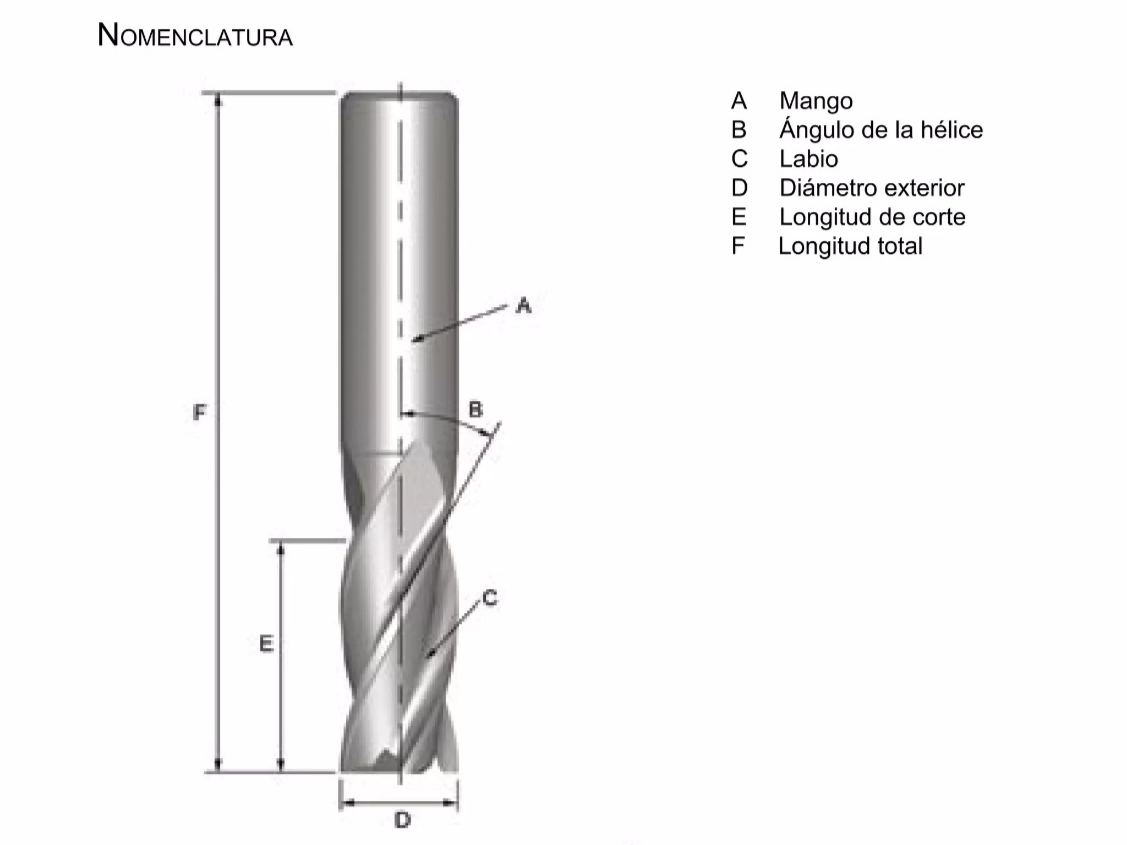 NOMENCLATURA
A Mango
B Ángulo de la hélice
C Labio
D Diámetro exterior
E Longitud de corte
F Longitud total
A
B
F
C
E
D